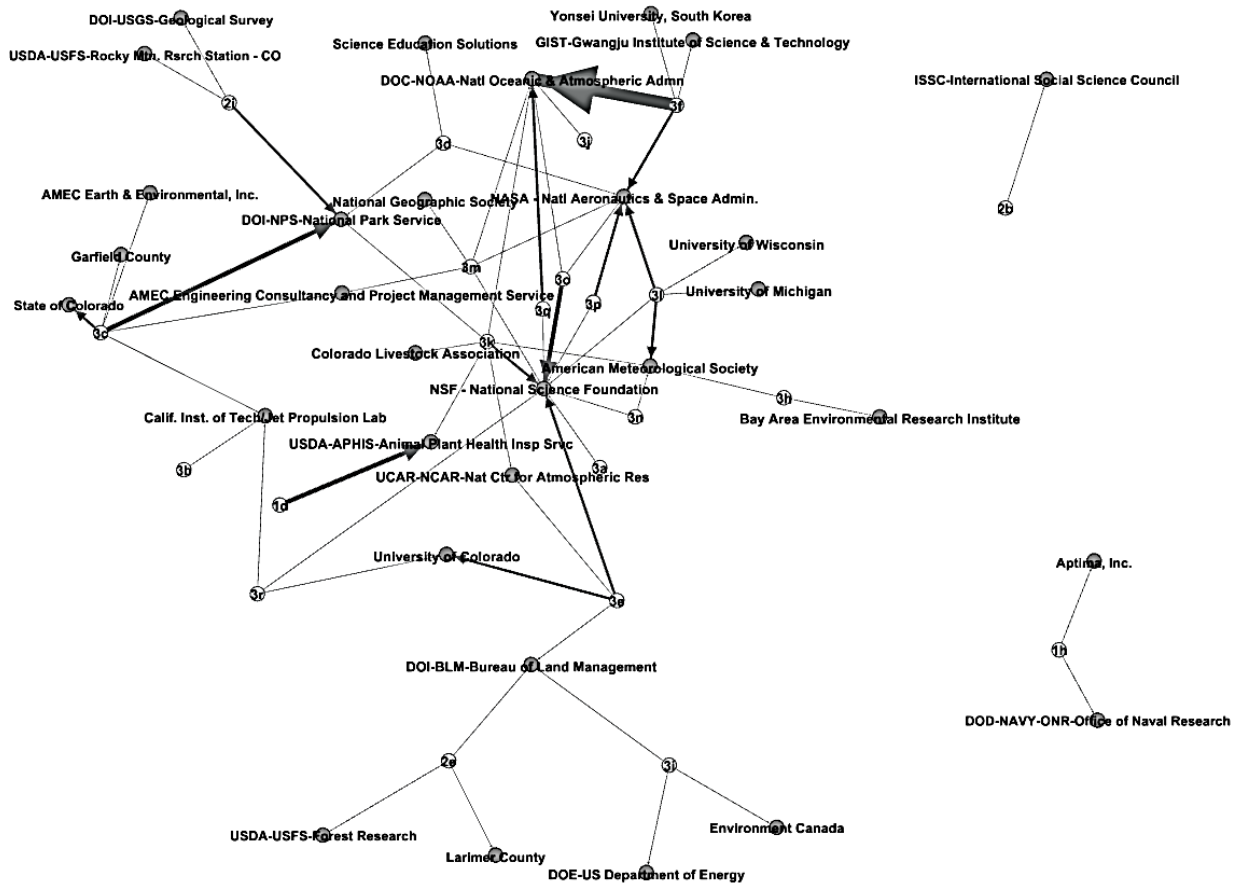 Yonsei University, South Korea
DOI-USGS-Geological Survey
Science Education Solutions
GIST-Gwangju Institute of Science & Technology
USDA-USFS-Rocky Mtn. Rsrch Station - CO
DOC-NOAA-Natl Oceanic & Atmospheric Admn
ISSC-International Social Science Council
2i
3f
3j
3d
AMEC Earth & Environmental, Inc.
National Geographic Society
NASA - Natl Aeronautics & Space Admin.
2b
DOI-NPS-National Park Service
University of Wisconsin
Garfield County
3m
3o
University of Michigan
AMEC Engineering Consultancy and Project Management Service
3l
State of Colorado
3q
3p
3c
3k
Colorado Livestock Association
American Meteorological Society
NSF - National Science Foundation
3h
Calif. Inst. of Tech/Jet Propulsion Lab
3n
Bay Area Environmental Research Institute
USDA-APHIS-Animal Plant Health Insp Srvc
3b
3a
UCAR-NCAR-Nat Ctr for Atmospheric Res
1d
University of Colorado
Aptima, Inc.
3r
3e
1h
DOI-BLM-Bureau of Land Management
DOD-NAVY-ONR-Office of Naval Research
2e
3i
USDA-USFS-Forest Research
Environment Canada
Larimer County
DOE-US Department of Energy